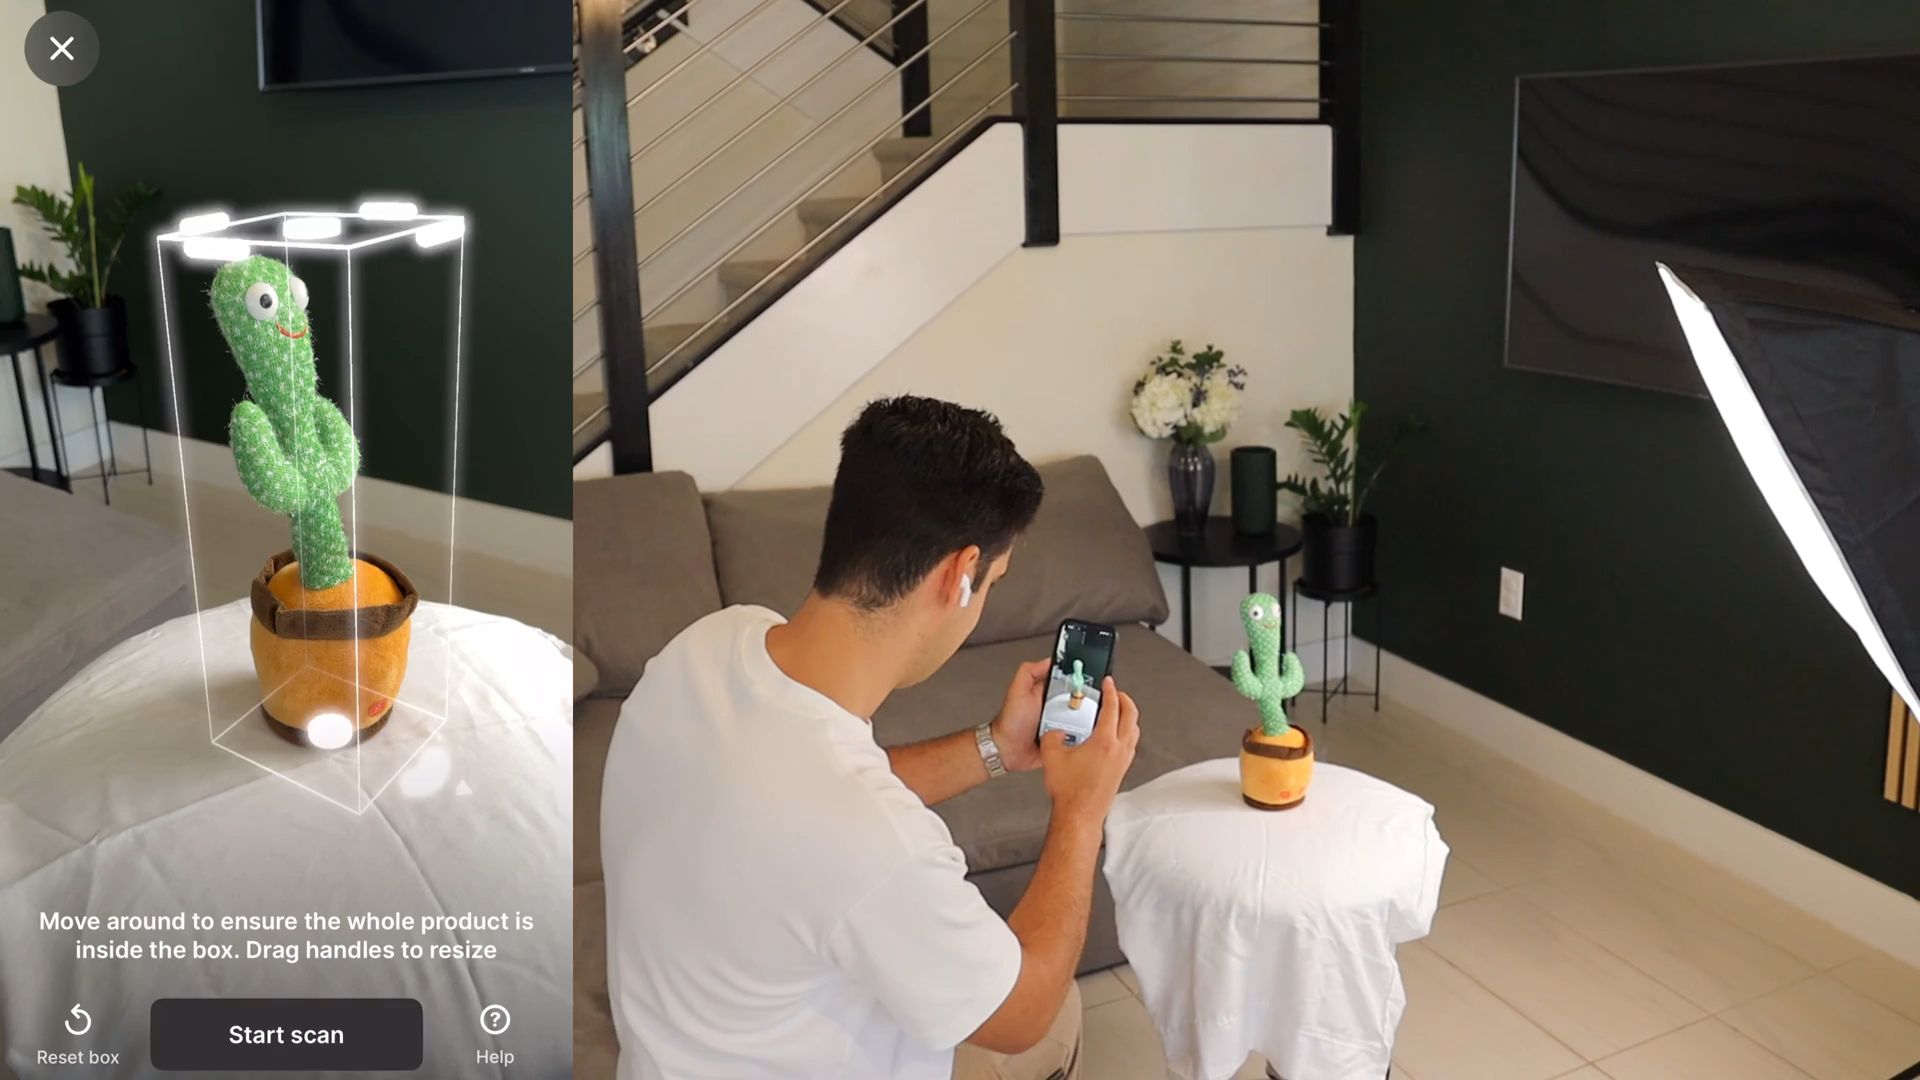 Move around to ensure the whole product is
inside the box. Drag handles to resize
Reset box
Start scan
Help